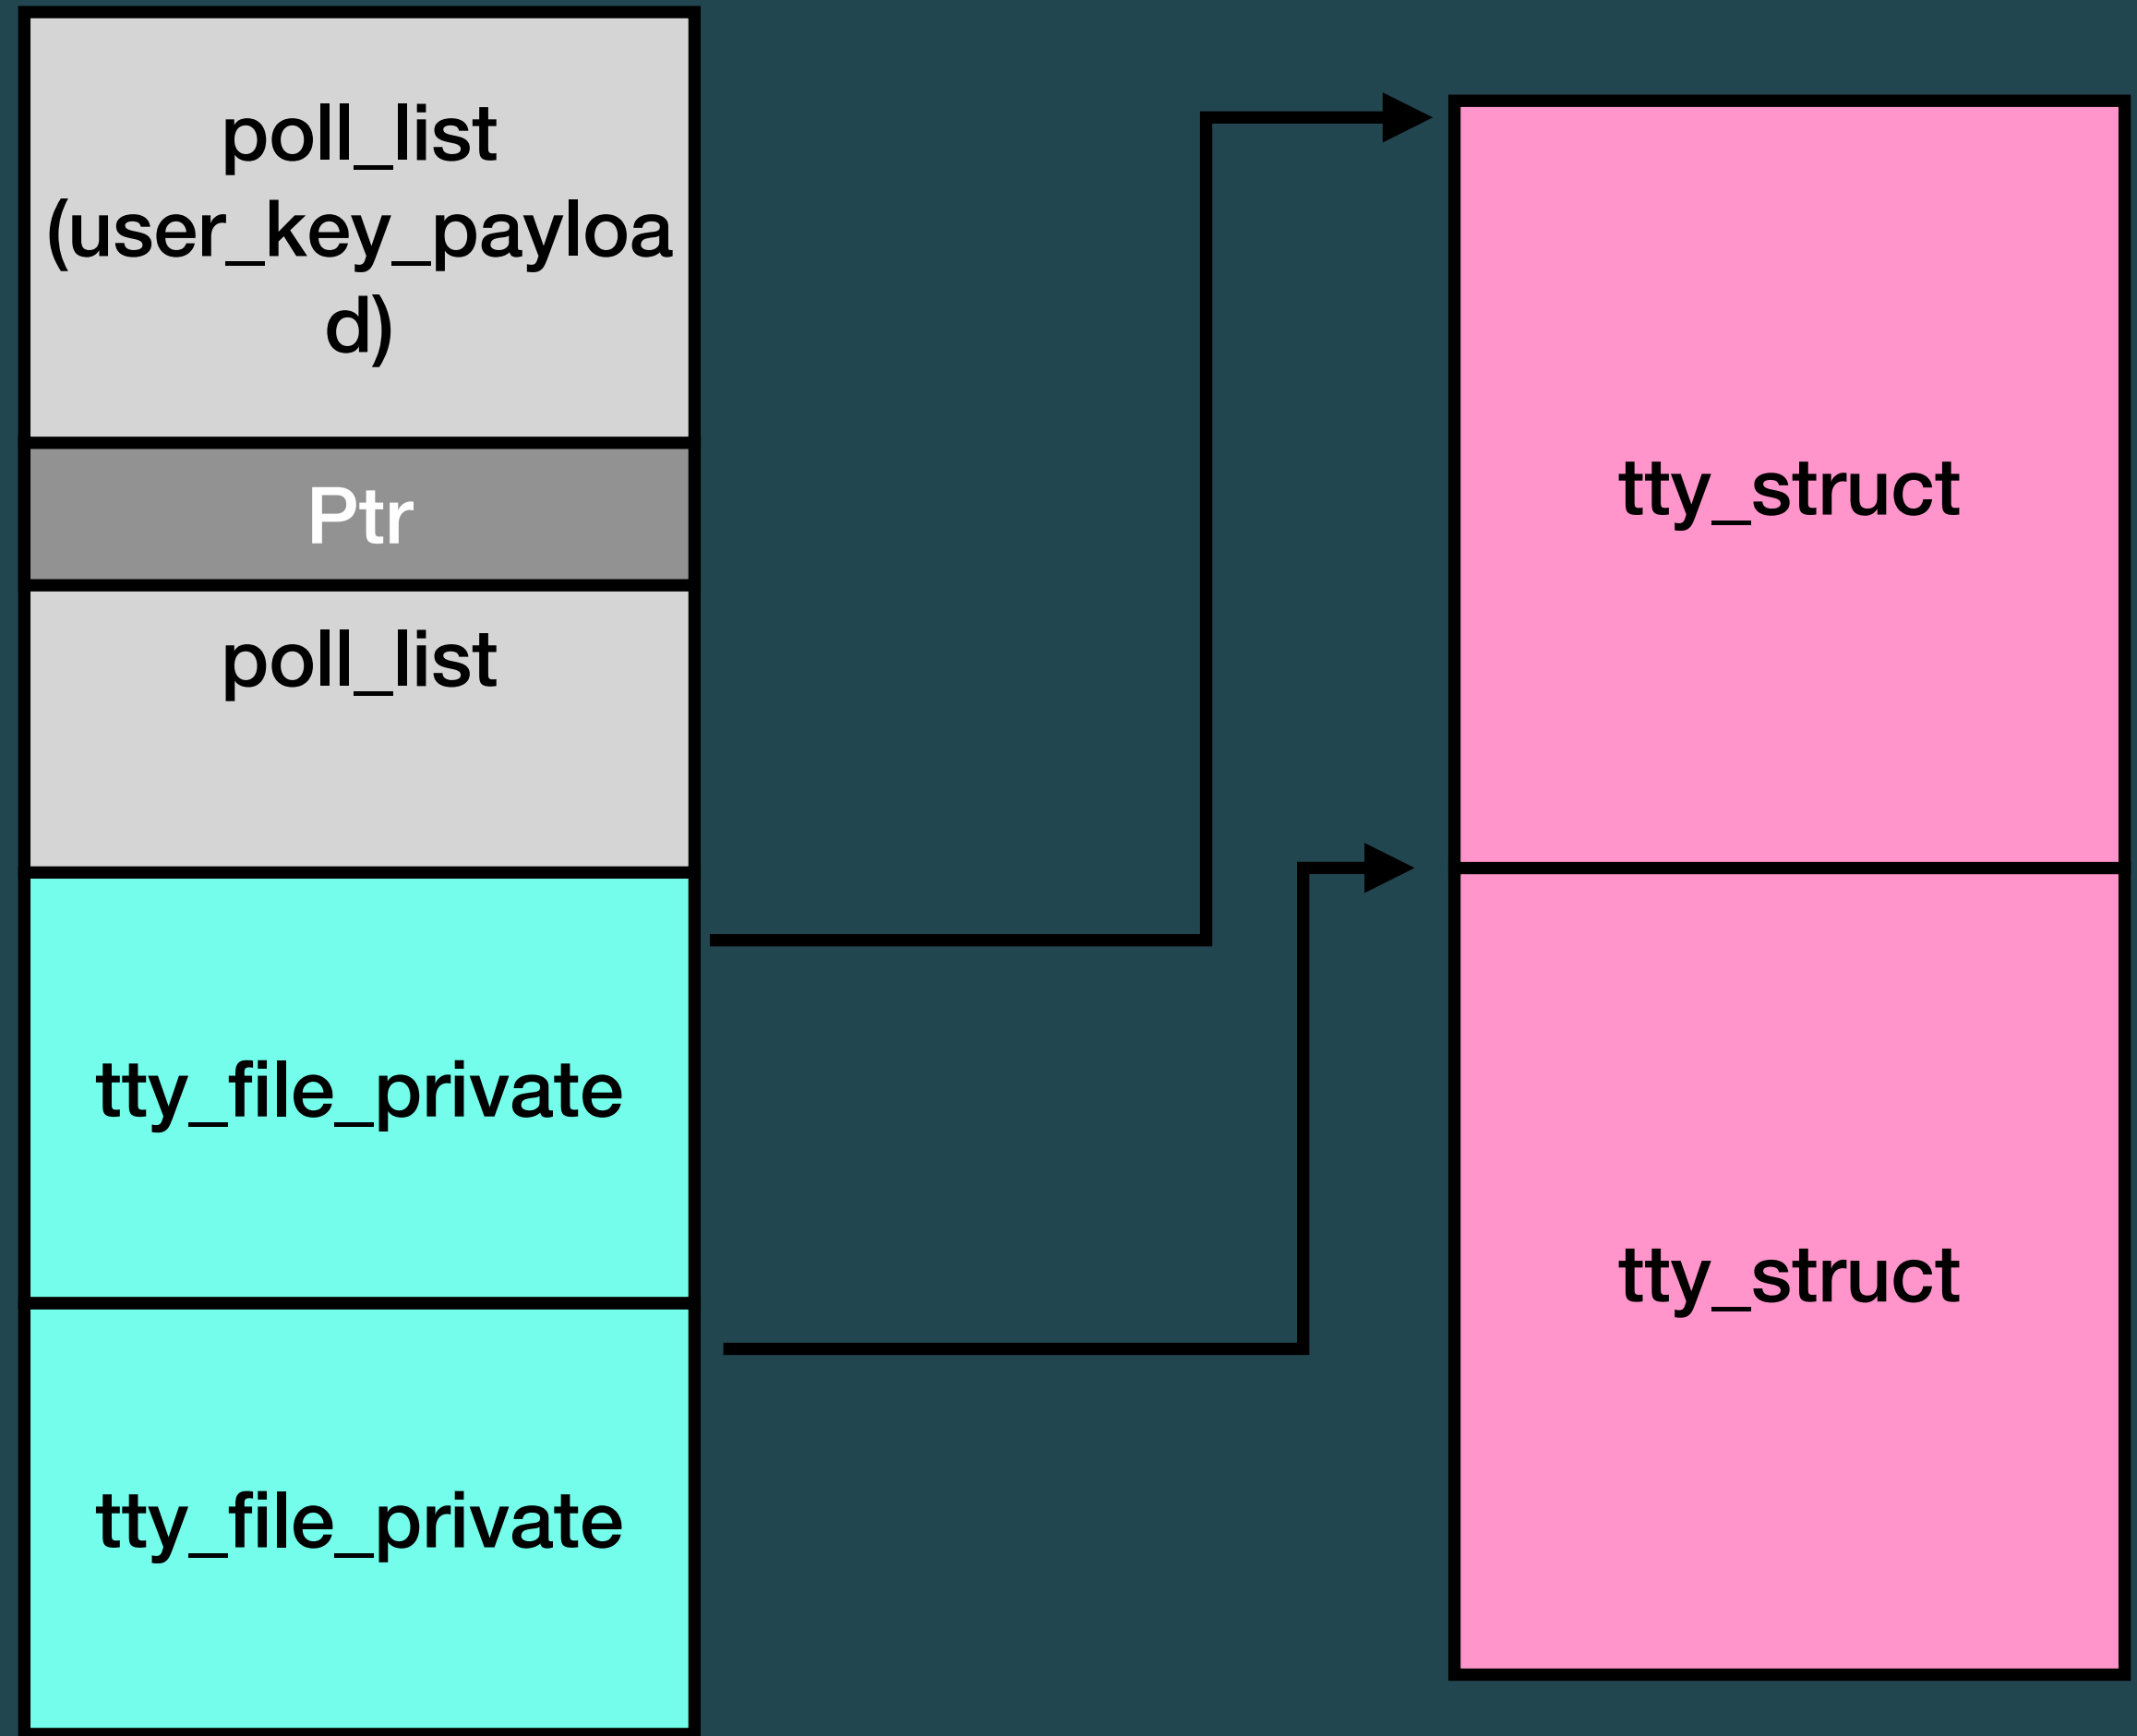 poll_list
(user_key_payloa
d)
Ptr
poll_list
tty_file_private
tty_file_private
tty_struct
tty_struct